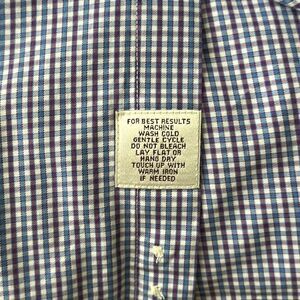 FOR BEST RESULTS
MACHINE
WASH COLD
GENTLE CYCLE
DO NOT BLEACH
LAY FLAT OR
HANG DRY
TOUCH UP WITH
WARM IRON
IF NEEDED